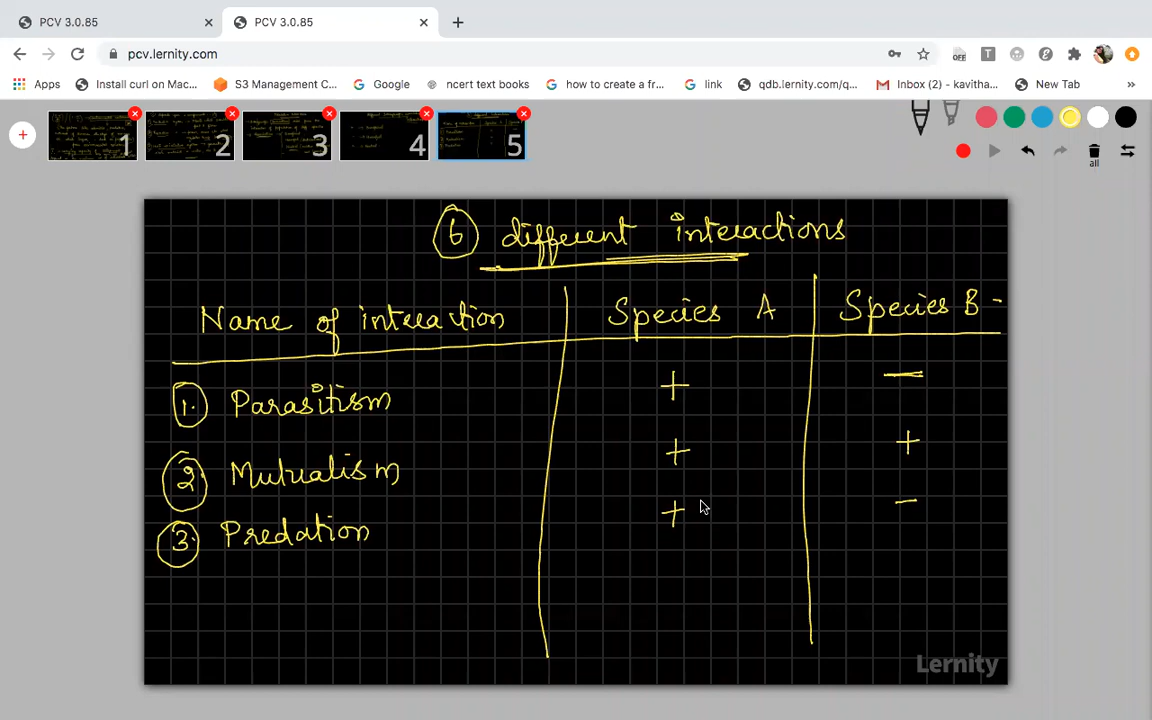 PCV 3.0.85
PCV 3.0.85
pcv.lernity.com
OFF
Apps Install curl on Mac... S3 Management C... Google ncert text books how to create a fr... link qdb.lernity.com/q... Inbox (2) - kavitha... New Tab »
1 2 3 4 5
all
6 different interactions
Name of interaction Species A Species B -
1. Parasitism + -
2. Mutualism + +
3. Predation + -
Lernity